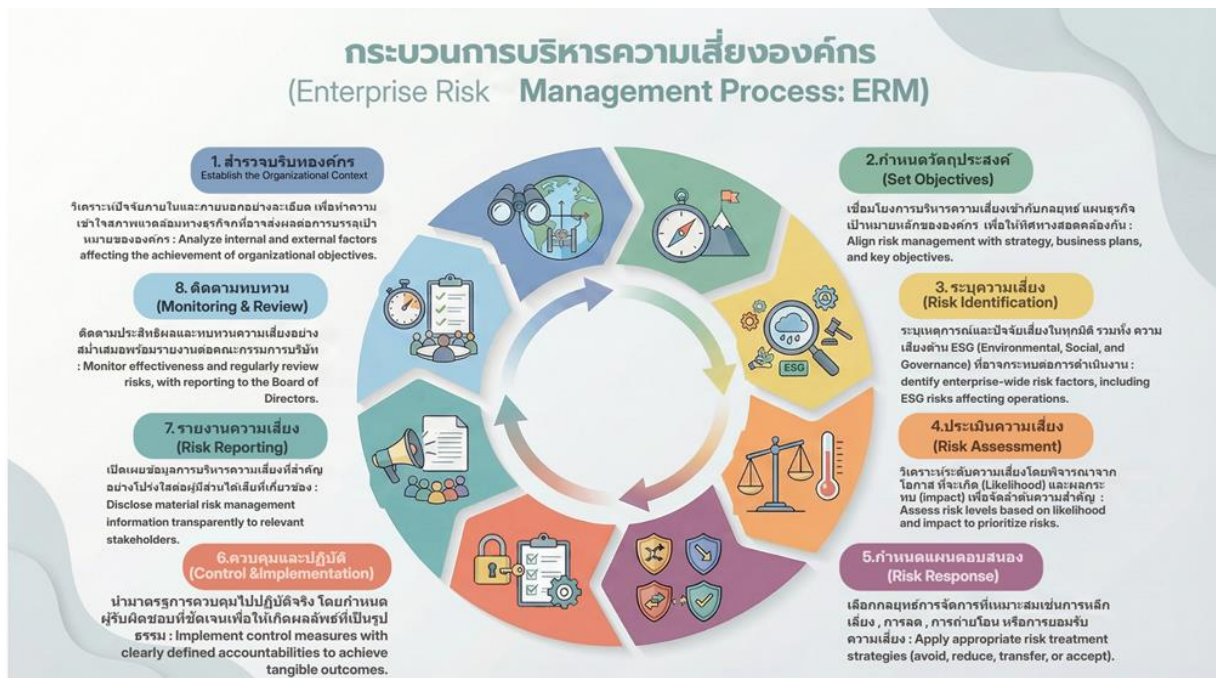 กระบวนการบริหารความเสี่ยงองค์กร
(Enterprise Risk Management Process: ERM)
1. สำรวจบริบทองค์กร
Establish the Organizational Context
วิเคราะห์ปัจจัยภายในและภายนอกอย่างละเอียด เพื่อทำความ
เข้าใจสภาพแวดล้อมทางธุรกิจที่อาจส่งผลต่อการบรรลุเป้า
หมายขององค์กร : Analyze internal and external factors
affecting the achievement of organizational objectives.
2.กำหนดวัตถุประสงค์
(Set Objectives)
เชื่อมโยงการบริหารความเสี่ยงเข้ากับกลยุทธ์ แผนธุรกิจ
เป้าหมายหลักขององค์กร เพื่อให้ทิศทางสอดคล้องกัน :
Align risk management with strategy, business plans,
and key objectives.
3. ระบุความเสี่ยง
(Risk Identification)
ระบุเหตุการณ์และปัจจัยเสี่ยงในทุกมิติ รวมทั้ง ความ
เสี่ยงด้าน ESG (Environmental, Social, and
Governance) ที่อาจกระทบต่อการดำเนินงาน :
dentify enterprise-wide risk factors, including
ESG risks affecting operations.
ESG
4.ประเมินความเสี่ยง
(Risk Assessment)
วิเคราะห์ระดับความเสี่ยงโดยพิจารณาจาก
โอกาส ที่จะเกิด (Likelihood) และผลกระ
ทบ (impact) เพื่อจัดลำดับความสำคัญ :
Assess risk levels based on likelihood
and impact to prioritize risks.
5.กำหนดแผนตอบสนอง
(Risk Response)
เลือกกลยุทธ์การจัดการที่เหมาะสมเช่นการหลีก
เลี่ยง , การลด , การถ่ายโอน หรือการยอมรับ
ความเสี่ยง : Apply appropriate risk treatment
strategies (avoid, reduce, transfer, or accept).
6.ควบคุมและปฏิบัติ
(Control &Implementation)
นำมาตรฐการควบคุมไปปฏิบัติจริง โดยกำหนด
ผู้รับผิดชอบที่ชัดเจนเพื่อให้เกิดผลลัพธ์ที่เป็นรูป
ธรรม : Implement control measures with
clearly defined accountabilities to achieve
tangible outcomes.
7. รายงานความเสี่ยง
(Risk Reporting)
เปิดเผยข้อมูลการบริหารความเสี่ยงที่สำคัญ
อย่างโปร่งใสต่อผู้มีส่วนได้เสียที่เกี่ยวข้อง :
Disclose material risk management
information transparently to relevant
stakeholders.
8. ติดตามทบทวน
(Monitoring & Review)
ติดตามประสิทธิผลและทบทวนความเสี่ยงอย่าง
สม่ำเสมอพร้อมรายงานต่อคณะกรรมการบริษัท
: Monitor effectiveness and regularly review
risks, with reporting to the Board of
Directors.